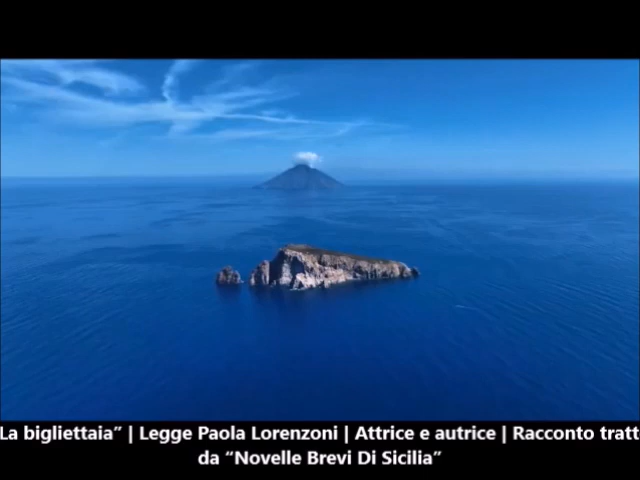 La bigliettaia” | Legge Paola Lorenzoni | Attrice e autrice | Racconto tratt
da “Novelle Brevi Di Sicilia”